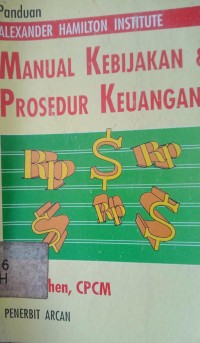 Panduan
ALEXANDER HAMILTON INSTITUTE
MANUAL KEBIJAKAN &
PROSEDUR KEUANGAN
Rp $ Rp
$ Rp $
6
H
hen, CPCM
PENERBIT ARCAN